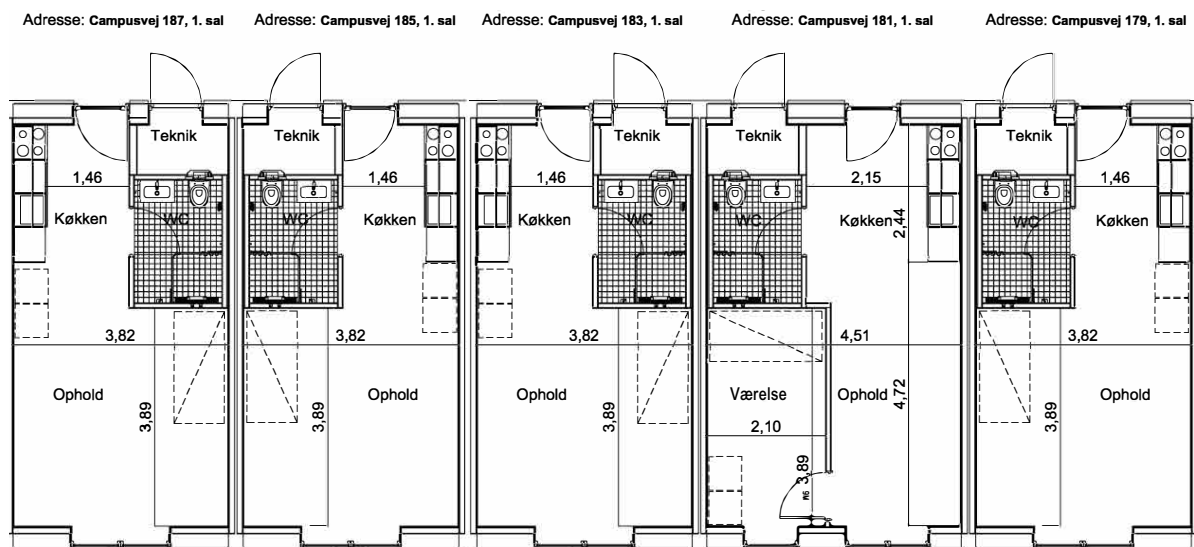 Adresse: Campusvej 187, 1. sal
Adresse: Campusvej 185, 1. sal
Adresse: Campusvej 183, 1. sal
Adresse: Campusvej 181, 1. sal
Adresse: Campusvej 179, 1. sal
Teknik
Teknik
Teknik
Teknik
Teknik
1,46
1,46
1,46
2,15
1,46
Køkken
WC
WC
Køkken
Køkken
WC
WC
Køkken
2,44
WC
Køkken
3,82
3,82
3,82
4,51
3,82
Ophold
3,89
3,89
Ophold
Ophold
3,89
Værelse
Ophold
4,72
3,89
Ophold
2,10
3,89